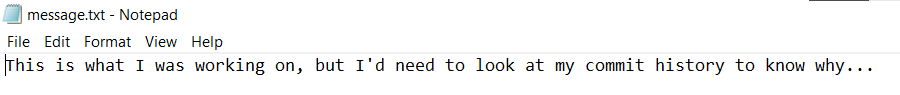 message.txt - Notepad
File Edit Format View Help
This is what I was working on, but I'd need to look at my commit history to know why...